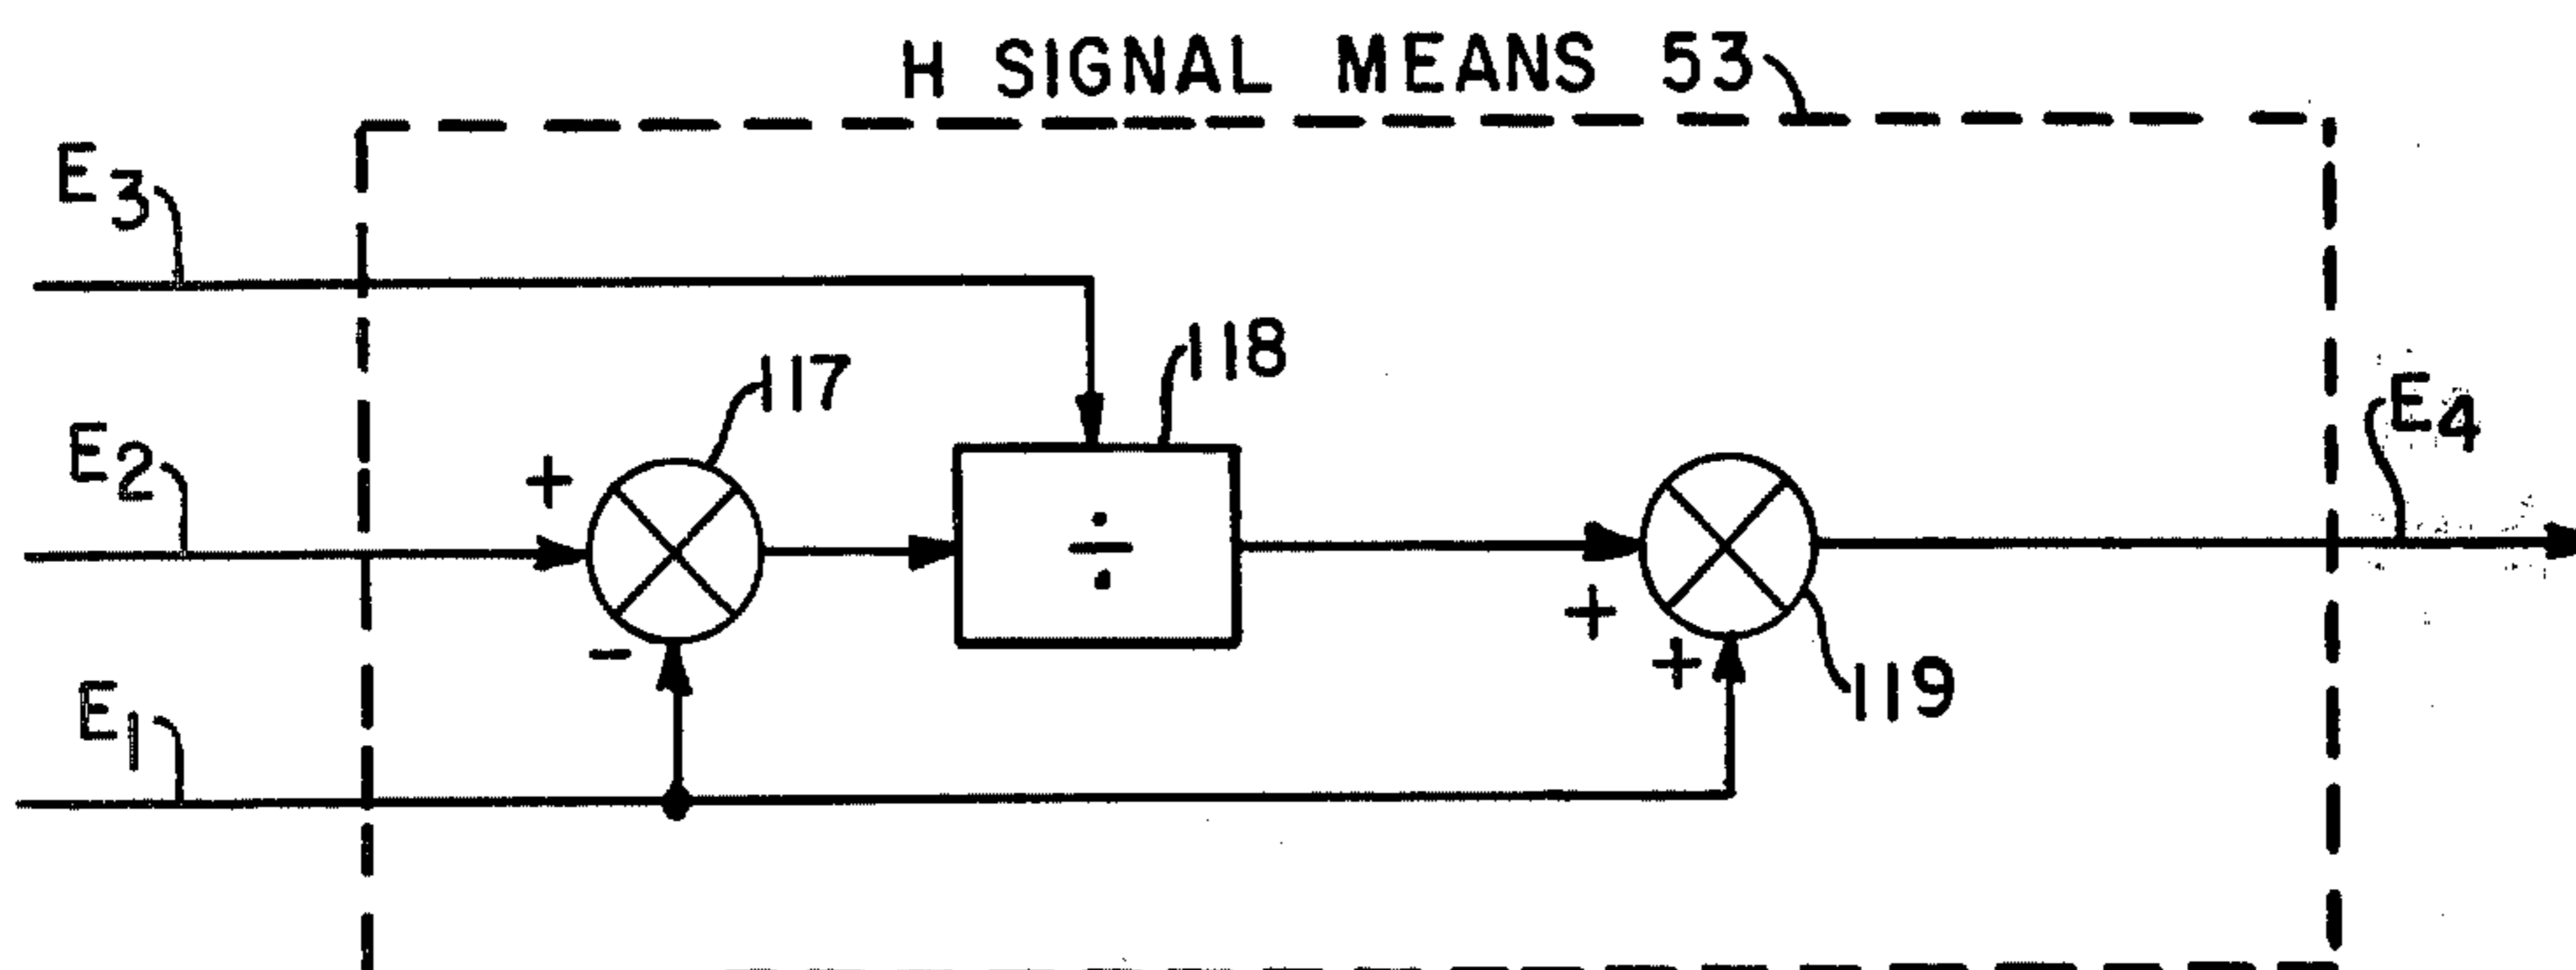 H SIGNAL MEANS 53
E3
118
117
E4
E2
+
÷
+
-
+
E1
119